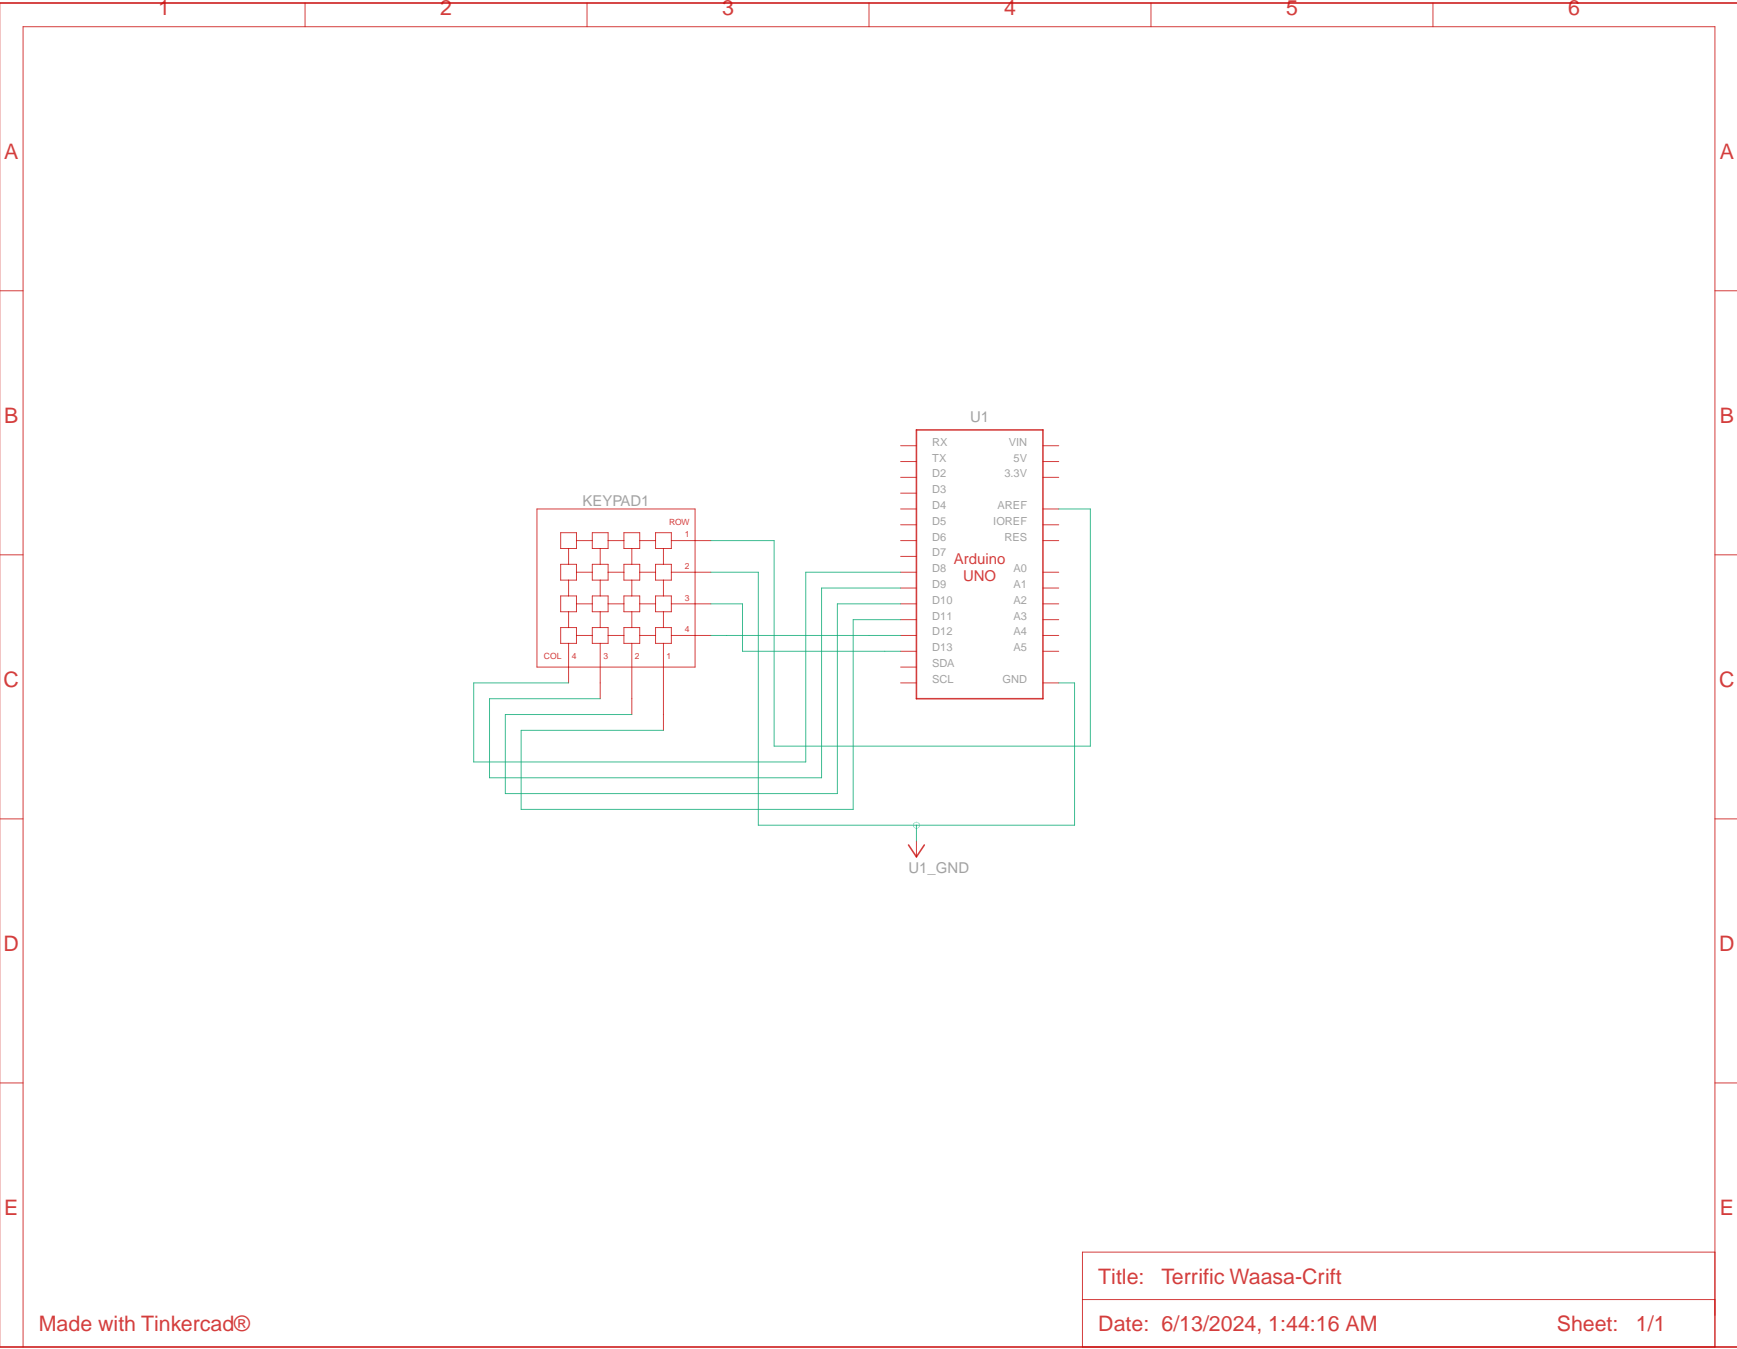 1 2 3 4 5 6
A A
B B
C C
D D
E E
U1
RX VIN
TX 5V
D2 3.3V
D3
D4 AREF
D5 IOREF
D6 RES
D7
Arduino
UNO
D8 A0
D9 A1
D10 A2
D11 A3
D12 A4
D13 A5
SDA
SCL GND
KEYPAD1
ROW
1
2
3
4
COL 4 3 2 1
U1_GND
Title: Terrific Waasa-Crift
Date: 6/13/2024, 1:44:16 AM Sheet: 1/1
Made with Tinkercad®